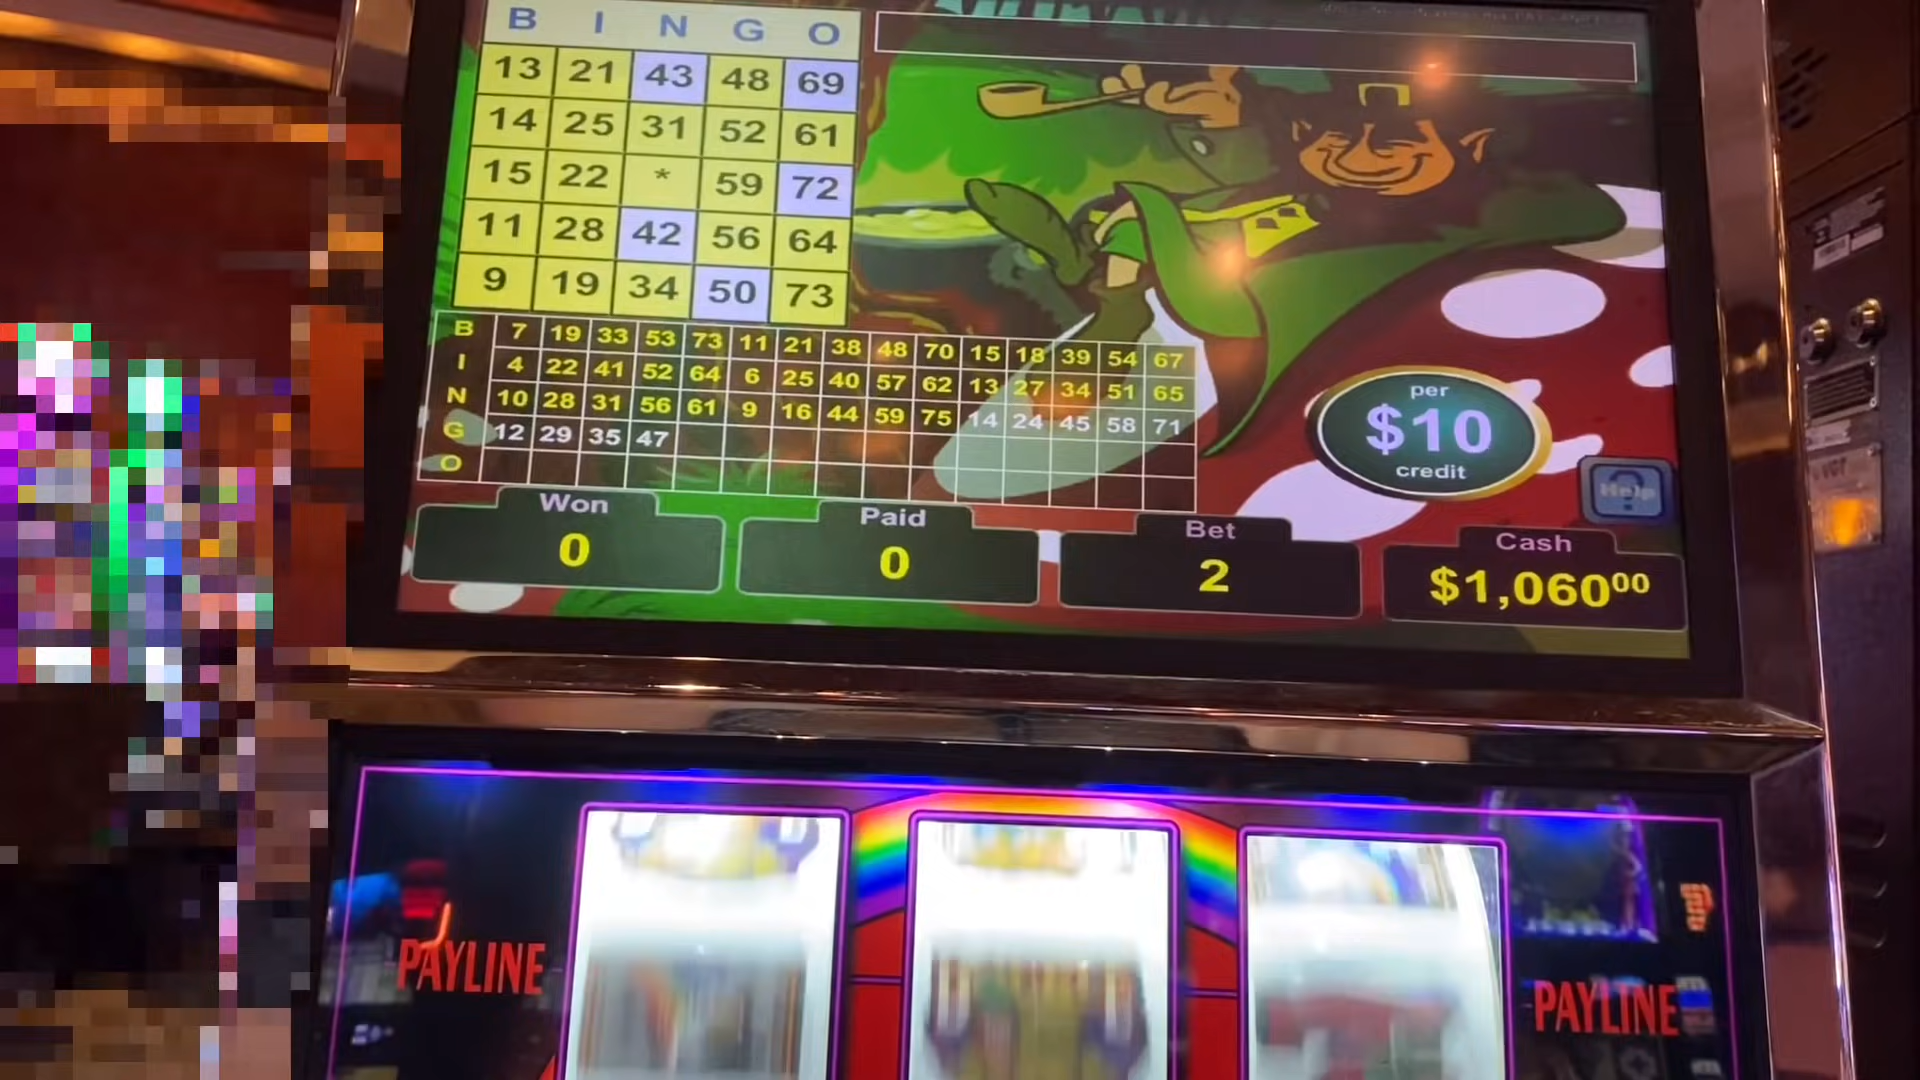 B I N G O
13 21 43 48 69
14 25 31 52 61
15 22 * 59 72
11 28 42 56 64
9 19 34 50 73
B 7 19 33 53 73 11 21 38 48 70 15 18 39 54 67
I 4 22 41 52 64 6 25 40 57 62 13 27 34 51 65
N 10 28 31 56 61 9 16 44 59 75 14 24 45 58 71
G 12 29 35 47
O
per
$10
credit
Help
Won
0
Paid
0
Bet
2
Cash
$1,060⁰⁰
VGT
PAYLINE
PAYLINE